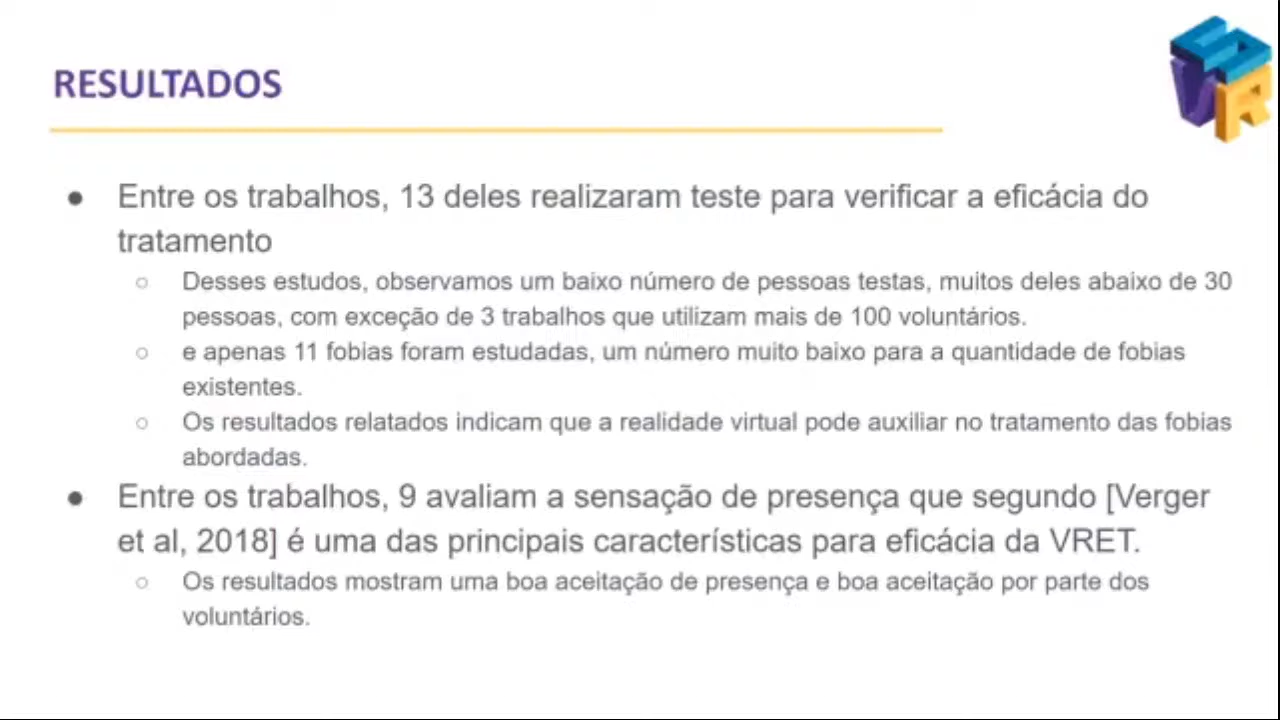 RESULTADOS
● Entre os trabalhos, 13 deles realizaram teste para verificar a eficácia do
tratamento
○ Desses estudos, observamos um baixo número de pessoas testas, muitos deles abaixo de 30
pessoas, com exceção de 3 trabalhos que utilizam mais de 100 voluntários.
○ e apenas 11 fobias foram estudadas, um número muito baixo para a quantidade de fobias
existentes.
○ Os resultados relatados indicam que a realidade virtual pode auxiliar no tratamento das fobias
abordadas.
● Entre os trabalhos, 9 avaliam a sensação de presença que segundo [Verger
et al, 2018] é uma das principais características para eficácia da VRET.
○ Os resultados mostram uma boa aceitação de presença e boa aceitação por parte dos
voluntários.